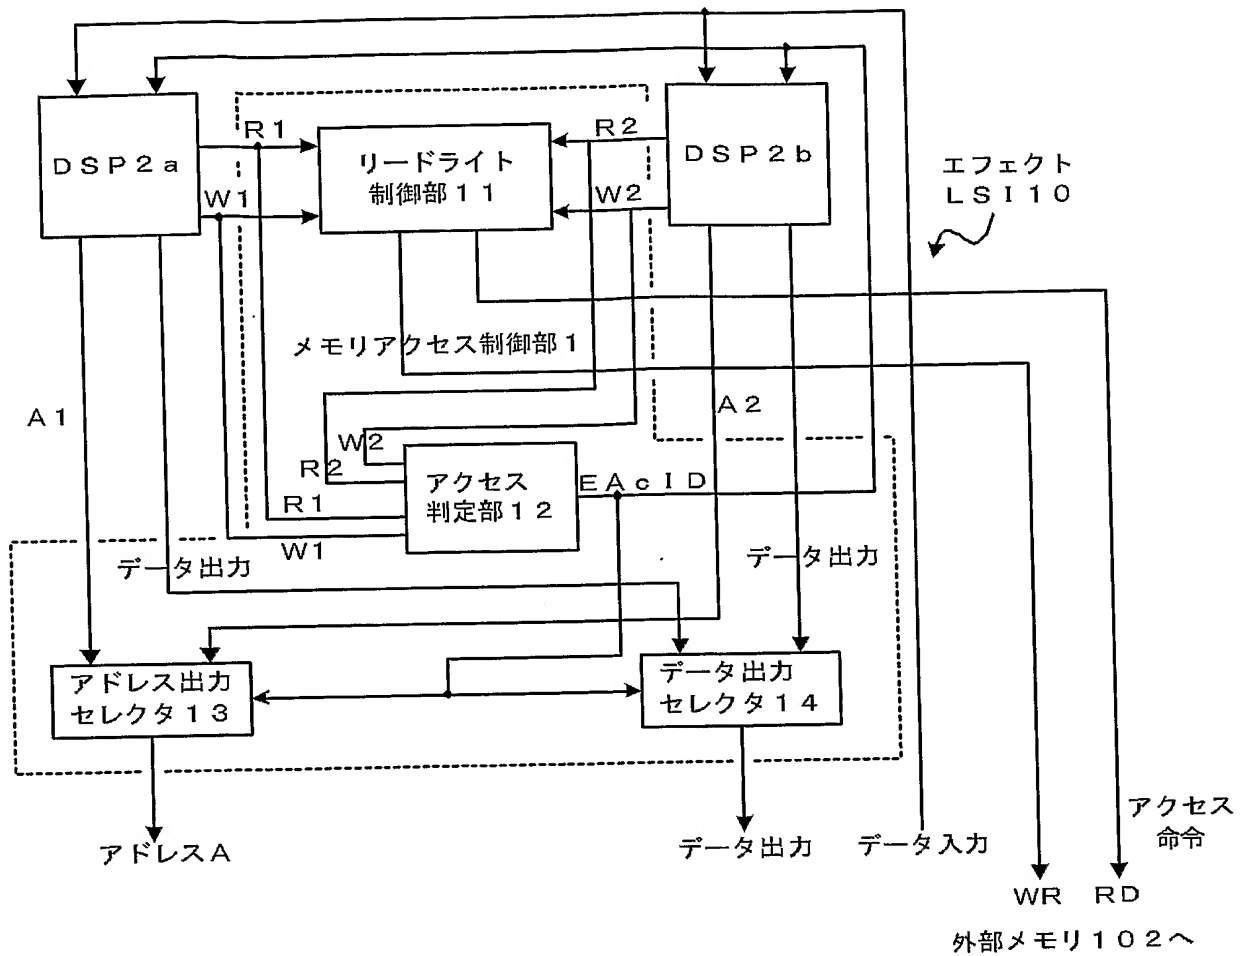 DSP2a
R1
W1
リードライト
制御部11
R2
W2
DSP2b
エフェクト
LSI10
メモリアクセス制御部1
A1
A2
W2
R2
R1
W1
アクセス
判定部12
EAcID
データ出力
データ出力
アドレス出力
セレクタ13
データ出力
セレクタ14
アドレスA
データ出力
データ入力
アクセス
命令
WR
RD
外部メモリ102へ